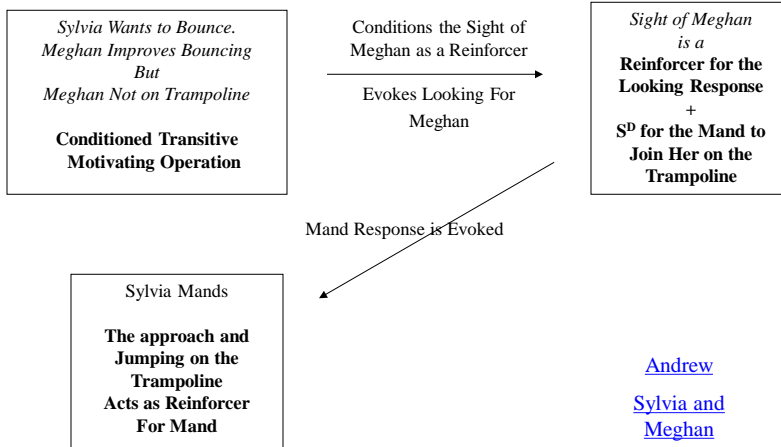 Sylvia Wants to Bounce.
Meghan Improves Bouncing
But
Meghan Not on Trampoline
Conditioned Transitive
Motivating Operation
Conditions the Sight of
Meghan as a Reinforcer
Evokes Looking For
Meghan
Sight of Meghan
is a
Reinforcer for the
Looking Response
+
Sᴰ for the Mand to
Join Her on the
Trampoline
Mand Response is Evoked
Sylvia Mands
The approach and
Jumping on the
Trampoline
Acts as Reinforcer
For Mand
Andrew
Sylvia and
Meghan